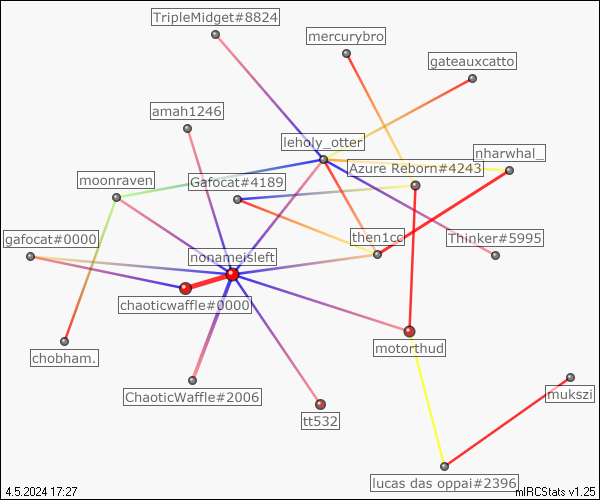 TripleMidget#8824
mercurybro
gateauxcatto
amah1246
leholy_otter
nharwhal_
Azure Reborn#4243
moonraven
Gafocat#4189
gafocat#0000
then1cc
Thinker#5995
nonameisleft
chaoticwaffle#0000
motorthud
chobham.
ChaoticWaffle#2006
mukszi
tt532
lucas das oppai#2396
4.5.2024 17:27
mIRCStats v1.25